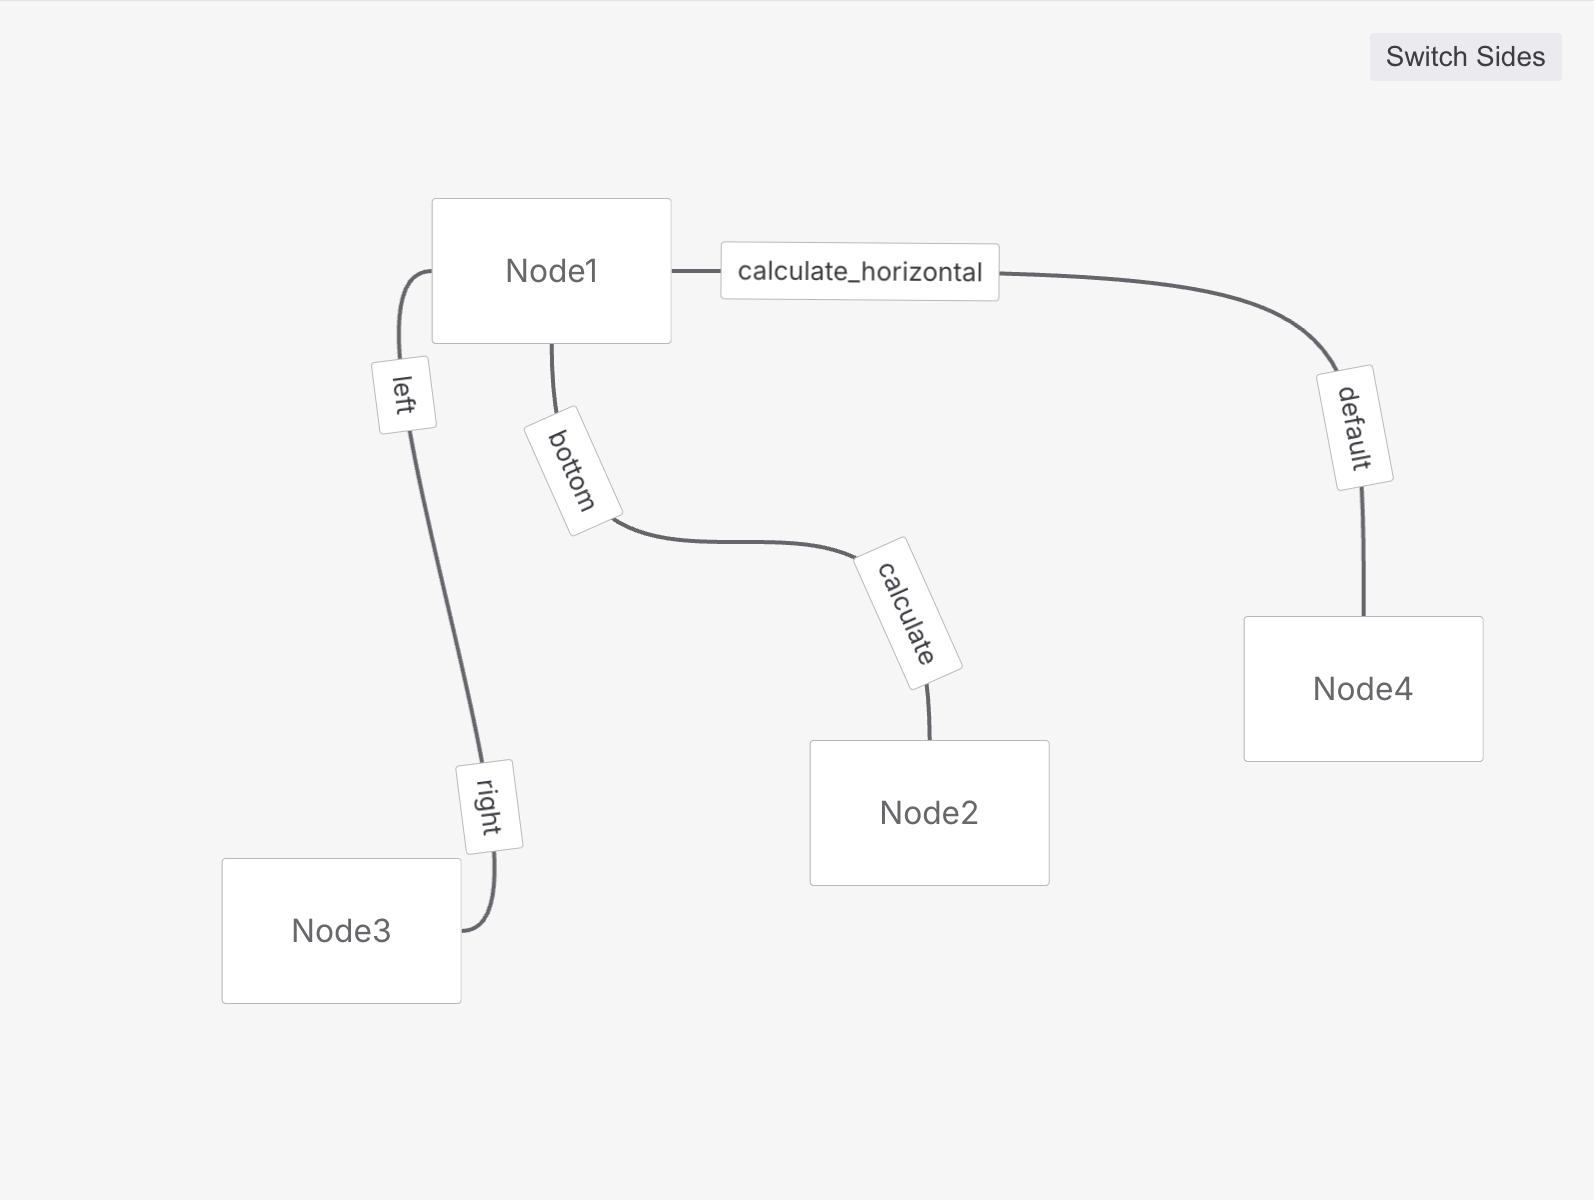 Switch Sides
Node1
calculate_horizontal
left
default
bottom
calculate
Node4
right
Node2
Node3